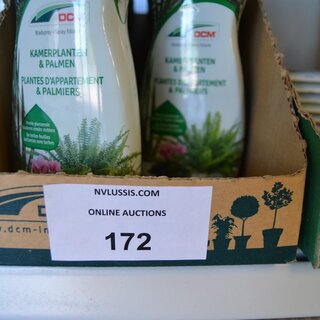 DCM
KAMERPLANTEN
& PALMEN
PLANTES D'APPARTEMENT
& PALMIERS
DCM
KAMERPLANTEN
& PALMEN
PLANTES D'APPARTEMENT
& PALMIERS
NVLUSSIS.COM
ONLINE AUCTIONS
172
www.dcm-in